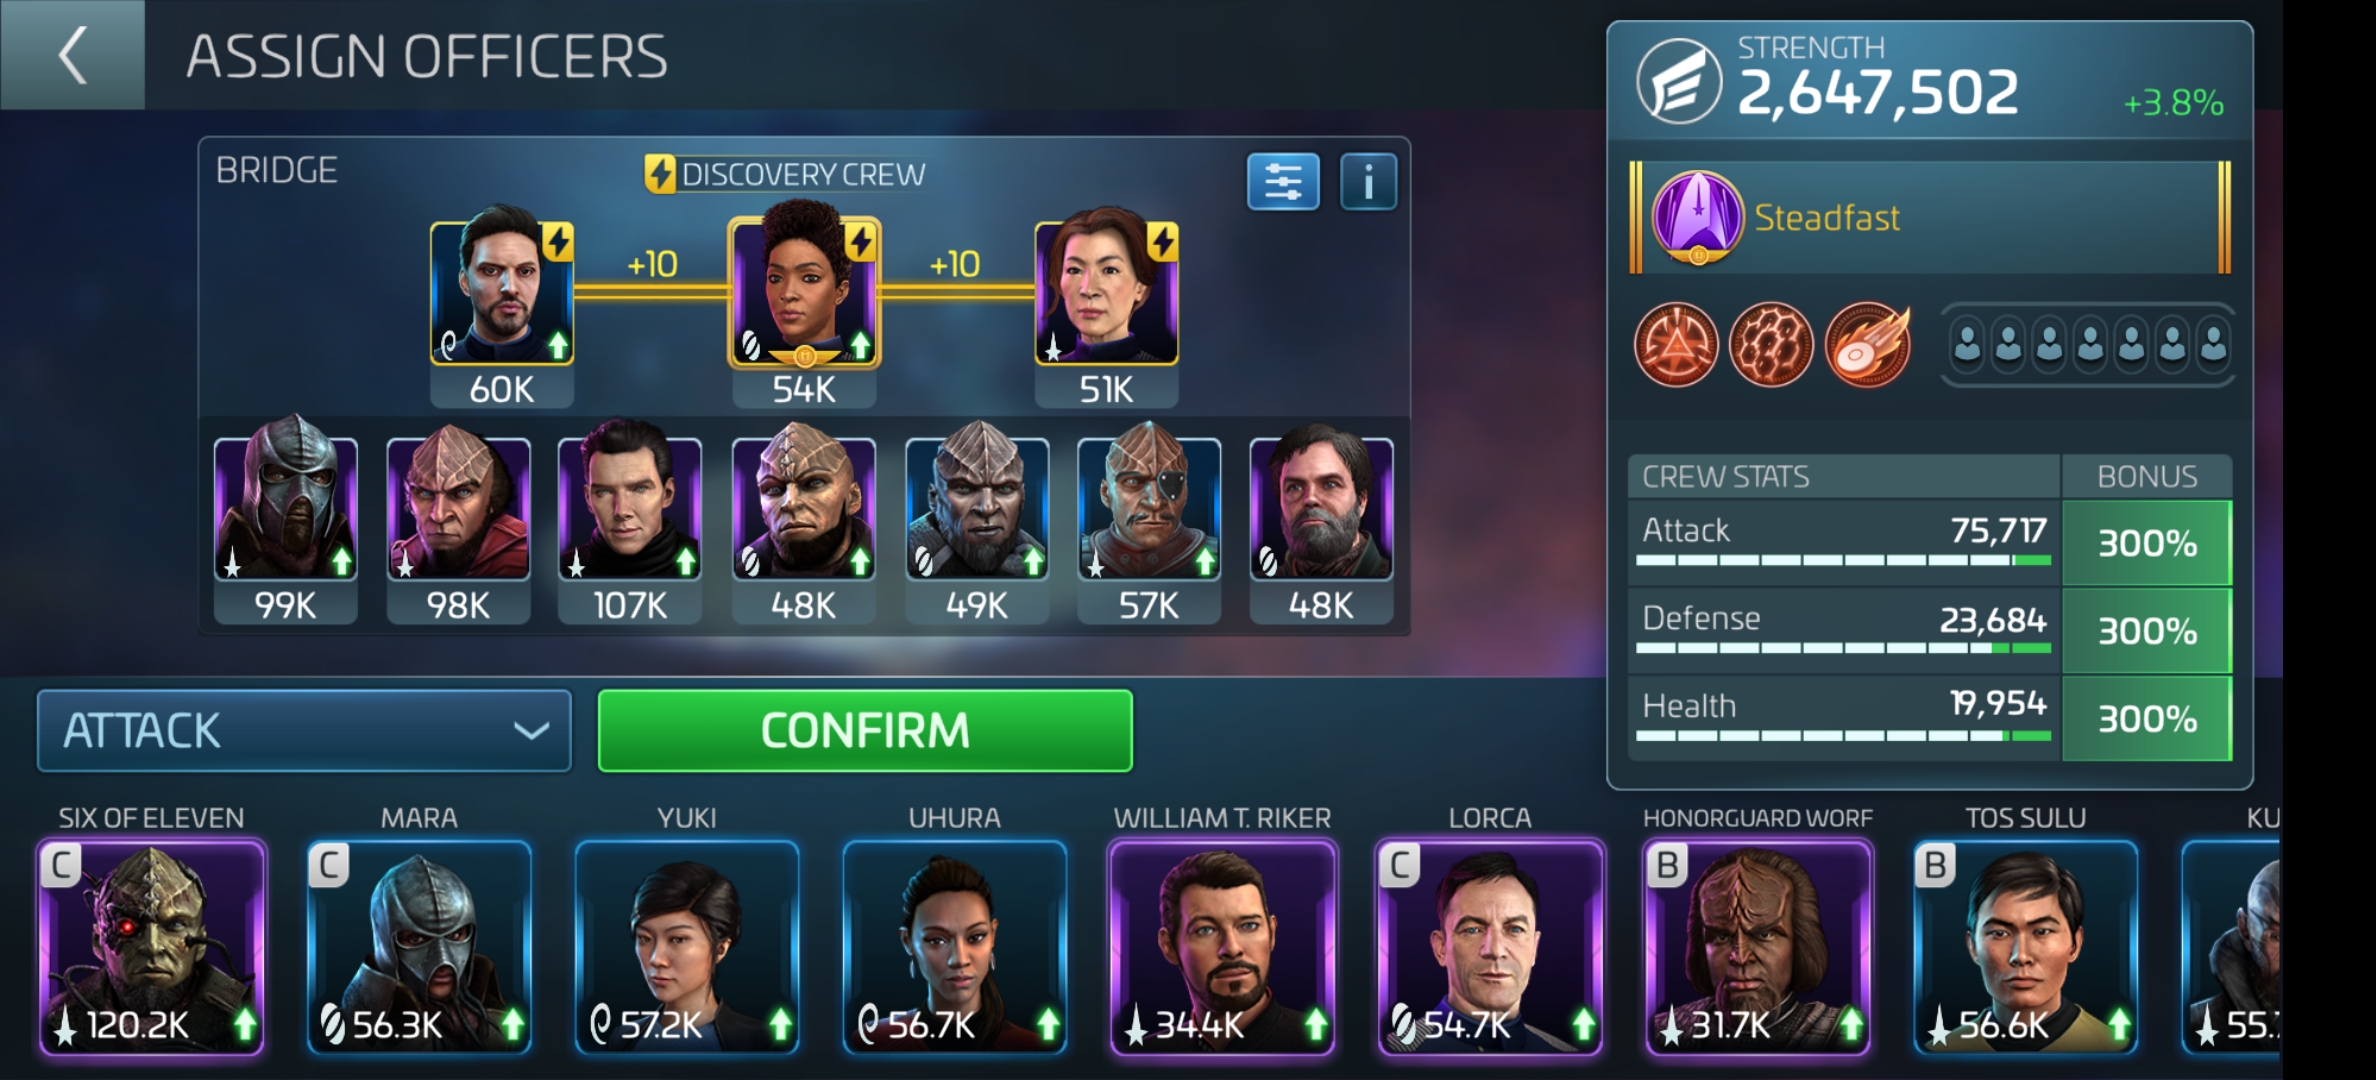 ASSIGN OFFICERS
BRIDGE
DISCOVERY CREW
+10
+10
60K
54K
51K
99K
98K
107K
48K
49K
57K
48K
STRENGTH
2,647,502
+3.8%
Steadfast
CREW STATS BONUS
Attack 75,717 300%
Defense 23,684 300%
Health 19,954 300%
ATTACK
CONFIRM
SIX OF ELEVEN
C
120.2K
MARA
C
56.3K
YUKI
57.2K
UHURA
56.7K
WILLIAM T. RIKER
34.4K
LORCA
C
54.7K
HONORGUARD WORF
B
31.7K
TOS SULU
B
56.6K
KU
55.